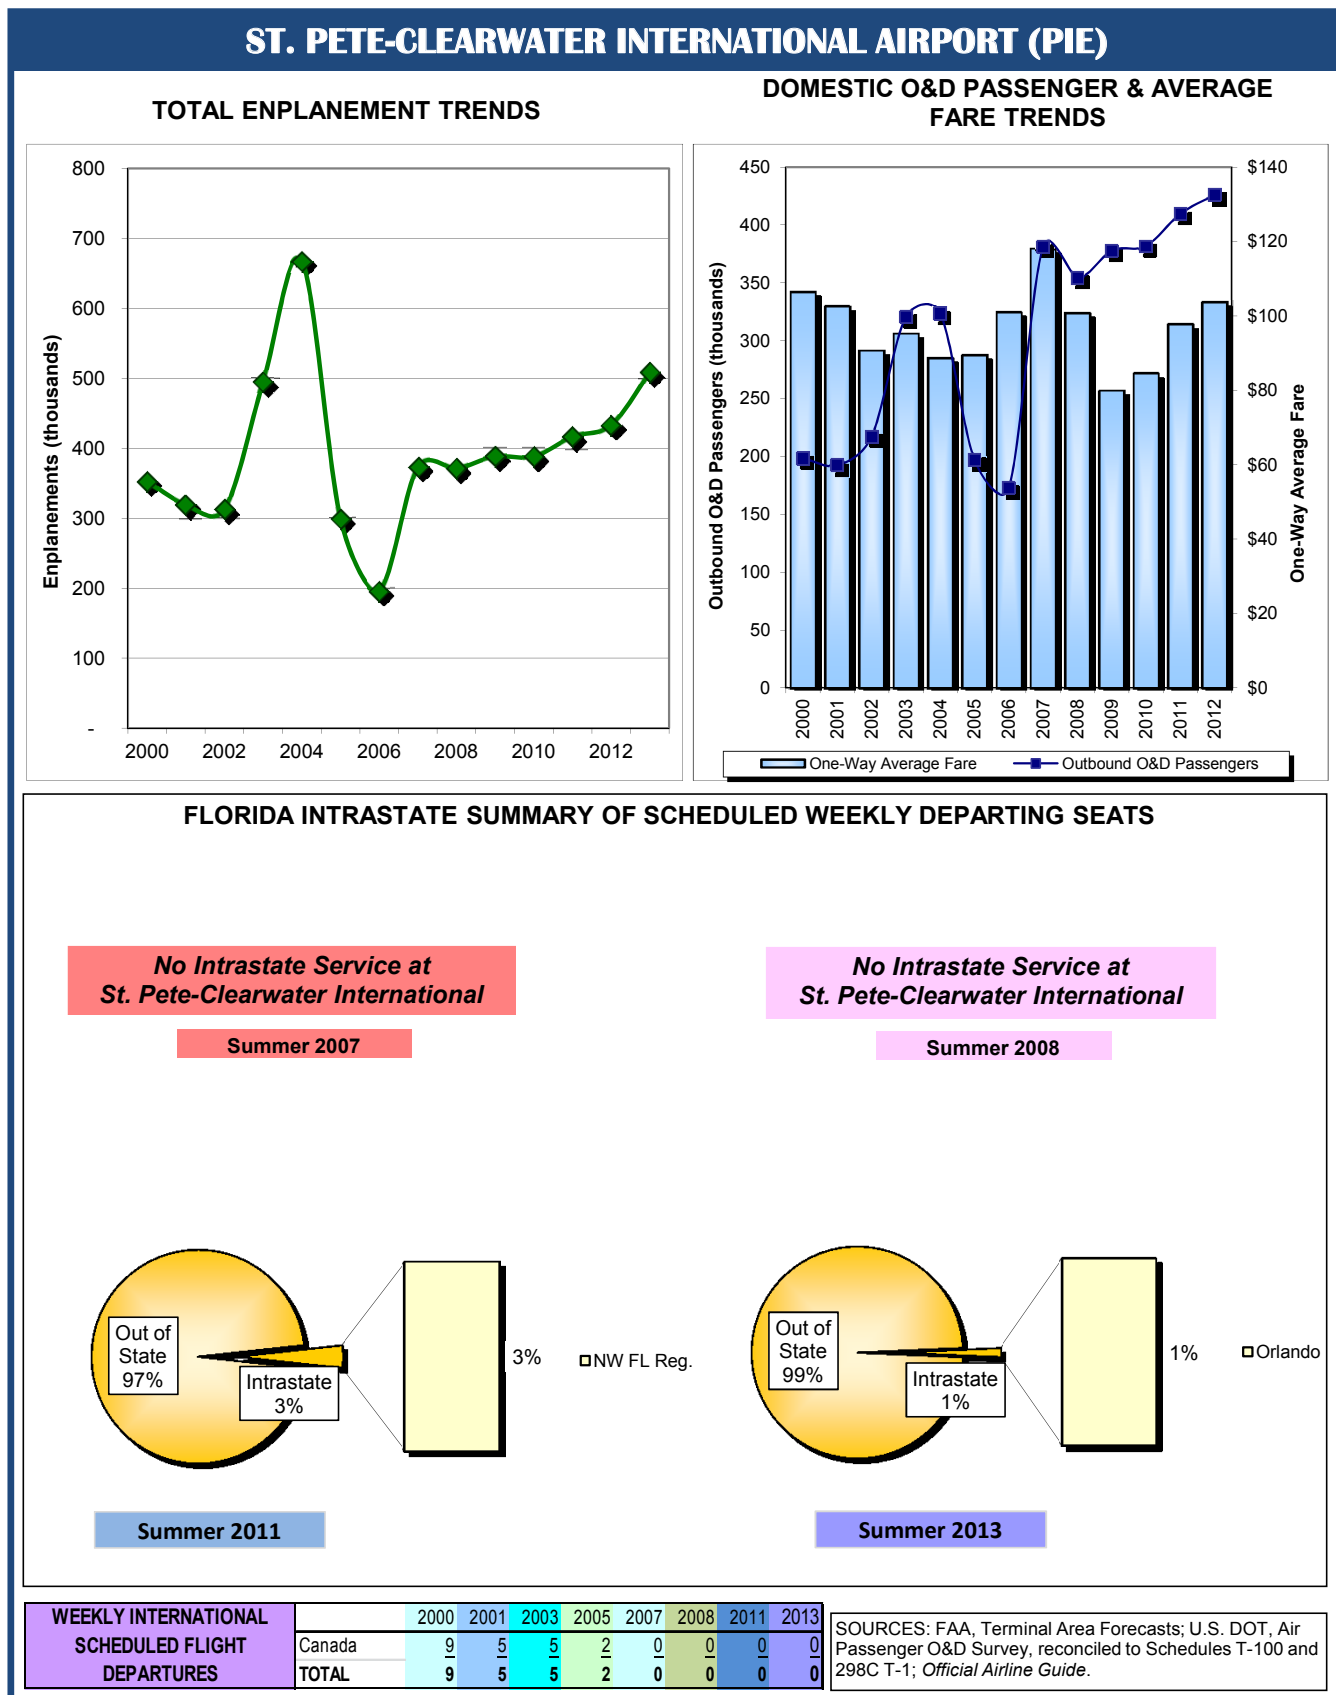 ST. PETE-CLEARWATER INTERNATIONAL AIRPORT (PIE)
TOTAL ENPLANEMENT TRENDS
800
700
600
500
400
300
200
100
-
Enplanements (thousands)
2000 2002 2004 2006 2008 2010 2012
DOMESTIC O&D PASSENGER & AVERAGE
FARE TRENDS
450
400
350
300
250
200
150
100
50
0
Outbound O&D Passengers (thousands)
$140
$120
$100
$80
$60
$40
$20
$0
One-Way Average Fare
2000 2001 2002 2003 2004 2005 2006 2007 2008 2009 2010 2011 2012
One-Way Average Fare Outbound O&D Passengers
FLORIDA INTRASTATE SUMMARY OF SCHEDULED WEEKLY DEPARTING SEATS
No Intrastate Service at
St. Pete-Clearwater International
Summer 2007
No Intrastate Service at
St. Pete-Clearwater International
Summer 2008
Out of
State
97%
Intrastate
3%
3%
NW FL Reg.
Summer 2011
Out of
State
99%
Intrastate
1%
1%
Orlando
Summer 2013
WEEKLY INTERNATIONAL
SCHEDULED FLIGHT
DEPARTURES
2000 2001 2003 2005 2007 2008 2011 2013
Canada 9 5 5 2 0 0 0 0
TOTAL 9 5 5 2 0 0 0 0
SOURCES: FAA, Terminal Area Forecasts; U.S. DOT, Air
Passenger O&D Survey, reconciled to Schedules T-100 and
298C T-1; Official Airline Guide.